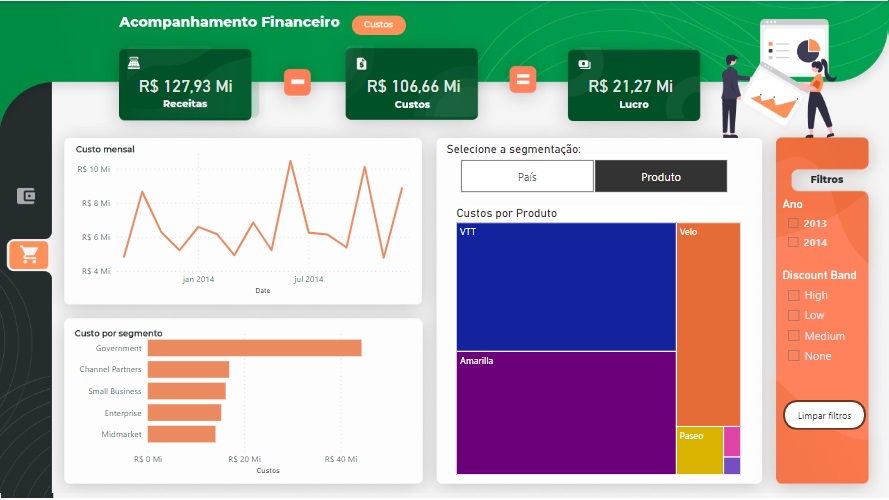 Acompanhamento Financeiro
Custos
R$ 127,93 Mi
Receitas
R$ 106,66 Mi
Custos
R$ 21,27 Mi
Lucro
Custo mensal
R$ 10 Mi
R$ 8 Mi
R$ 6 Mi
R$ 4 Mi
jan 2014
jul 2014
Date
Custo por segmento
Government
Channel Partners
Small Business
Enterprise
Midmarket
R$ 0 Mi
R$ 20 Mi
R$ 40 Mi
Custos
Selecione a segmentação:
País
Produto
Custos por Produto
VTT
Velo
Amarilla
Paseo
Filtros
Ano
2013
2014
Discount Band
High
Low
Medium
None
Limpar filtros